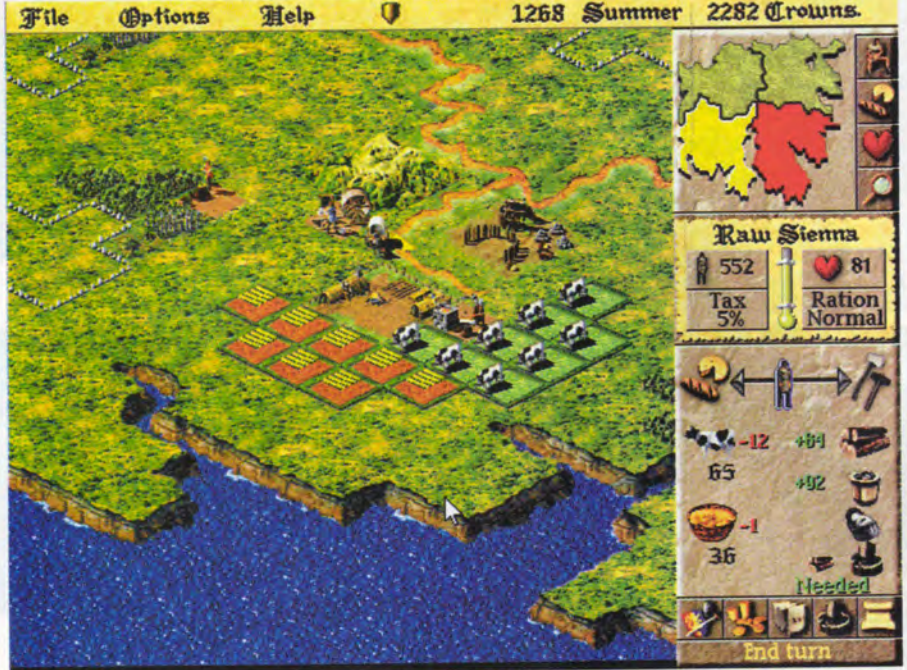 File Options Help 1268 Summer 2282 Crowns.
Raw Sienna
552 81
Tax Ration
5% Normal
-12 +61
65
+92
-1
36
Needed
End turn